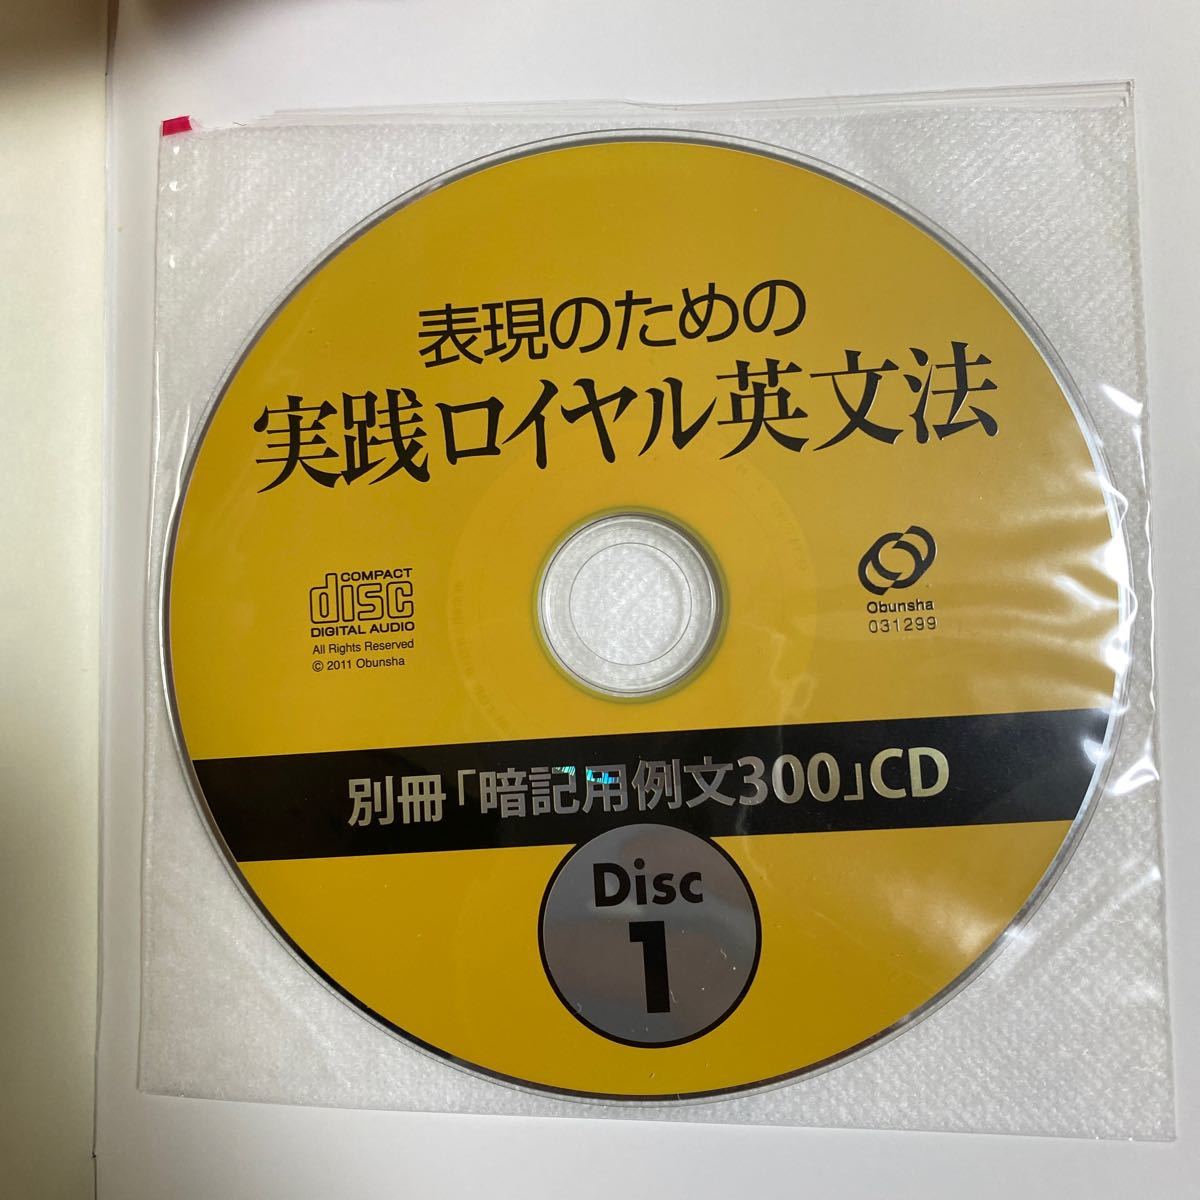 表現のための
実践ロイヤル英文法
COMPACT
disc
DIGITAL AUDIO
All Rights Reserved
© 2011 Obunsha
Obunsha
031299
別冊「暗記用例文300」CD
Disc
1